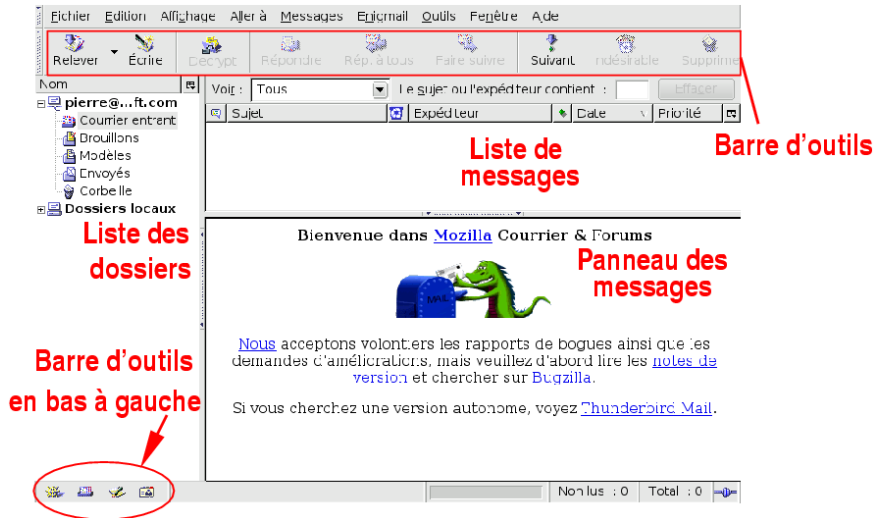 Fichier Edition Affichage Aller à Messages Enigmail Outils Fenêtre Aide
Relever Écrire Decrypt Répondre Rép. à tous Faire suivre Suivant Indésirable Supprime
Nom
Voir : Tous Le sujet ou l'expéditeur contient : Effacer
pierre@...ft.com
Sujet Expéditeur Date Priorité
Courrier entrant
Brouillons
Modèles
Envoyés
Corbeille
Dossiers locaux
Liste de
messages
Barre d'outils
Liste des
dossiers
Bienvenue dans Mozilla Courrier & Forums
Panneau des
messages
MAIL
Nous acceptons volontiers les rapports de bogues ainsi que les
demandes d'améliorations, mais veuillez d'abord lire les notes de
version et chercher sur Bugzilla.
Si vous cherchez une version autonome, voyez Thunderbird Mail.
Barre d'outils
en bas à gauche
Non lus : 0 Total : 0